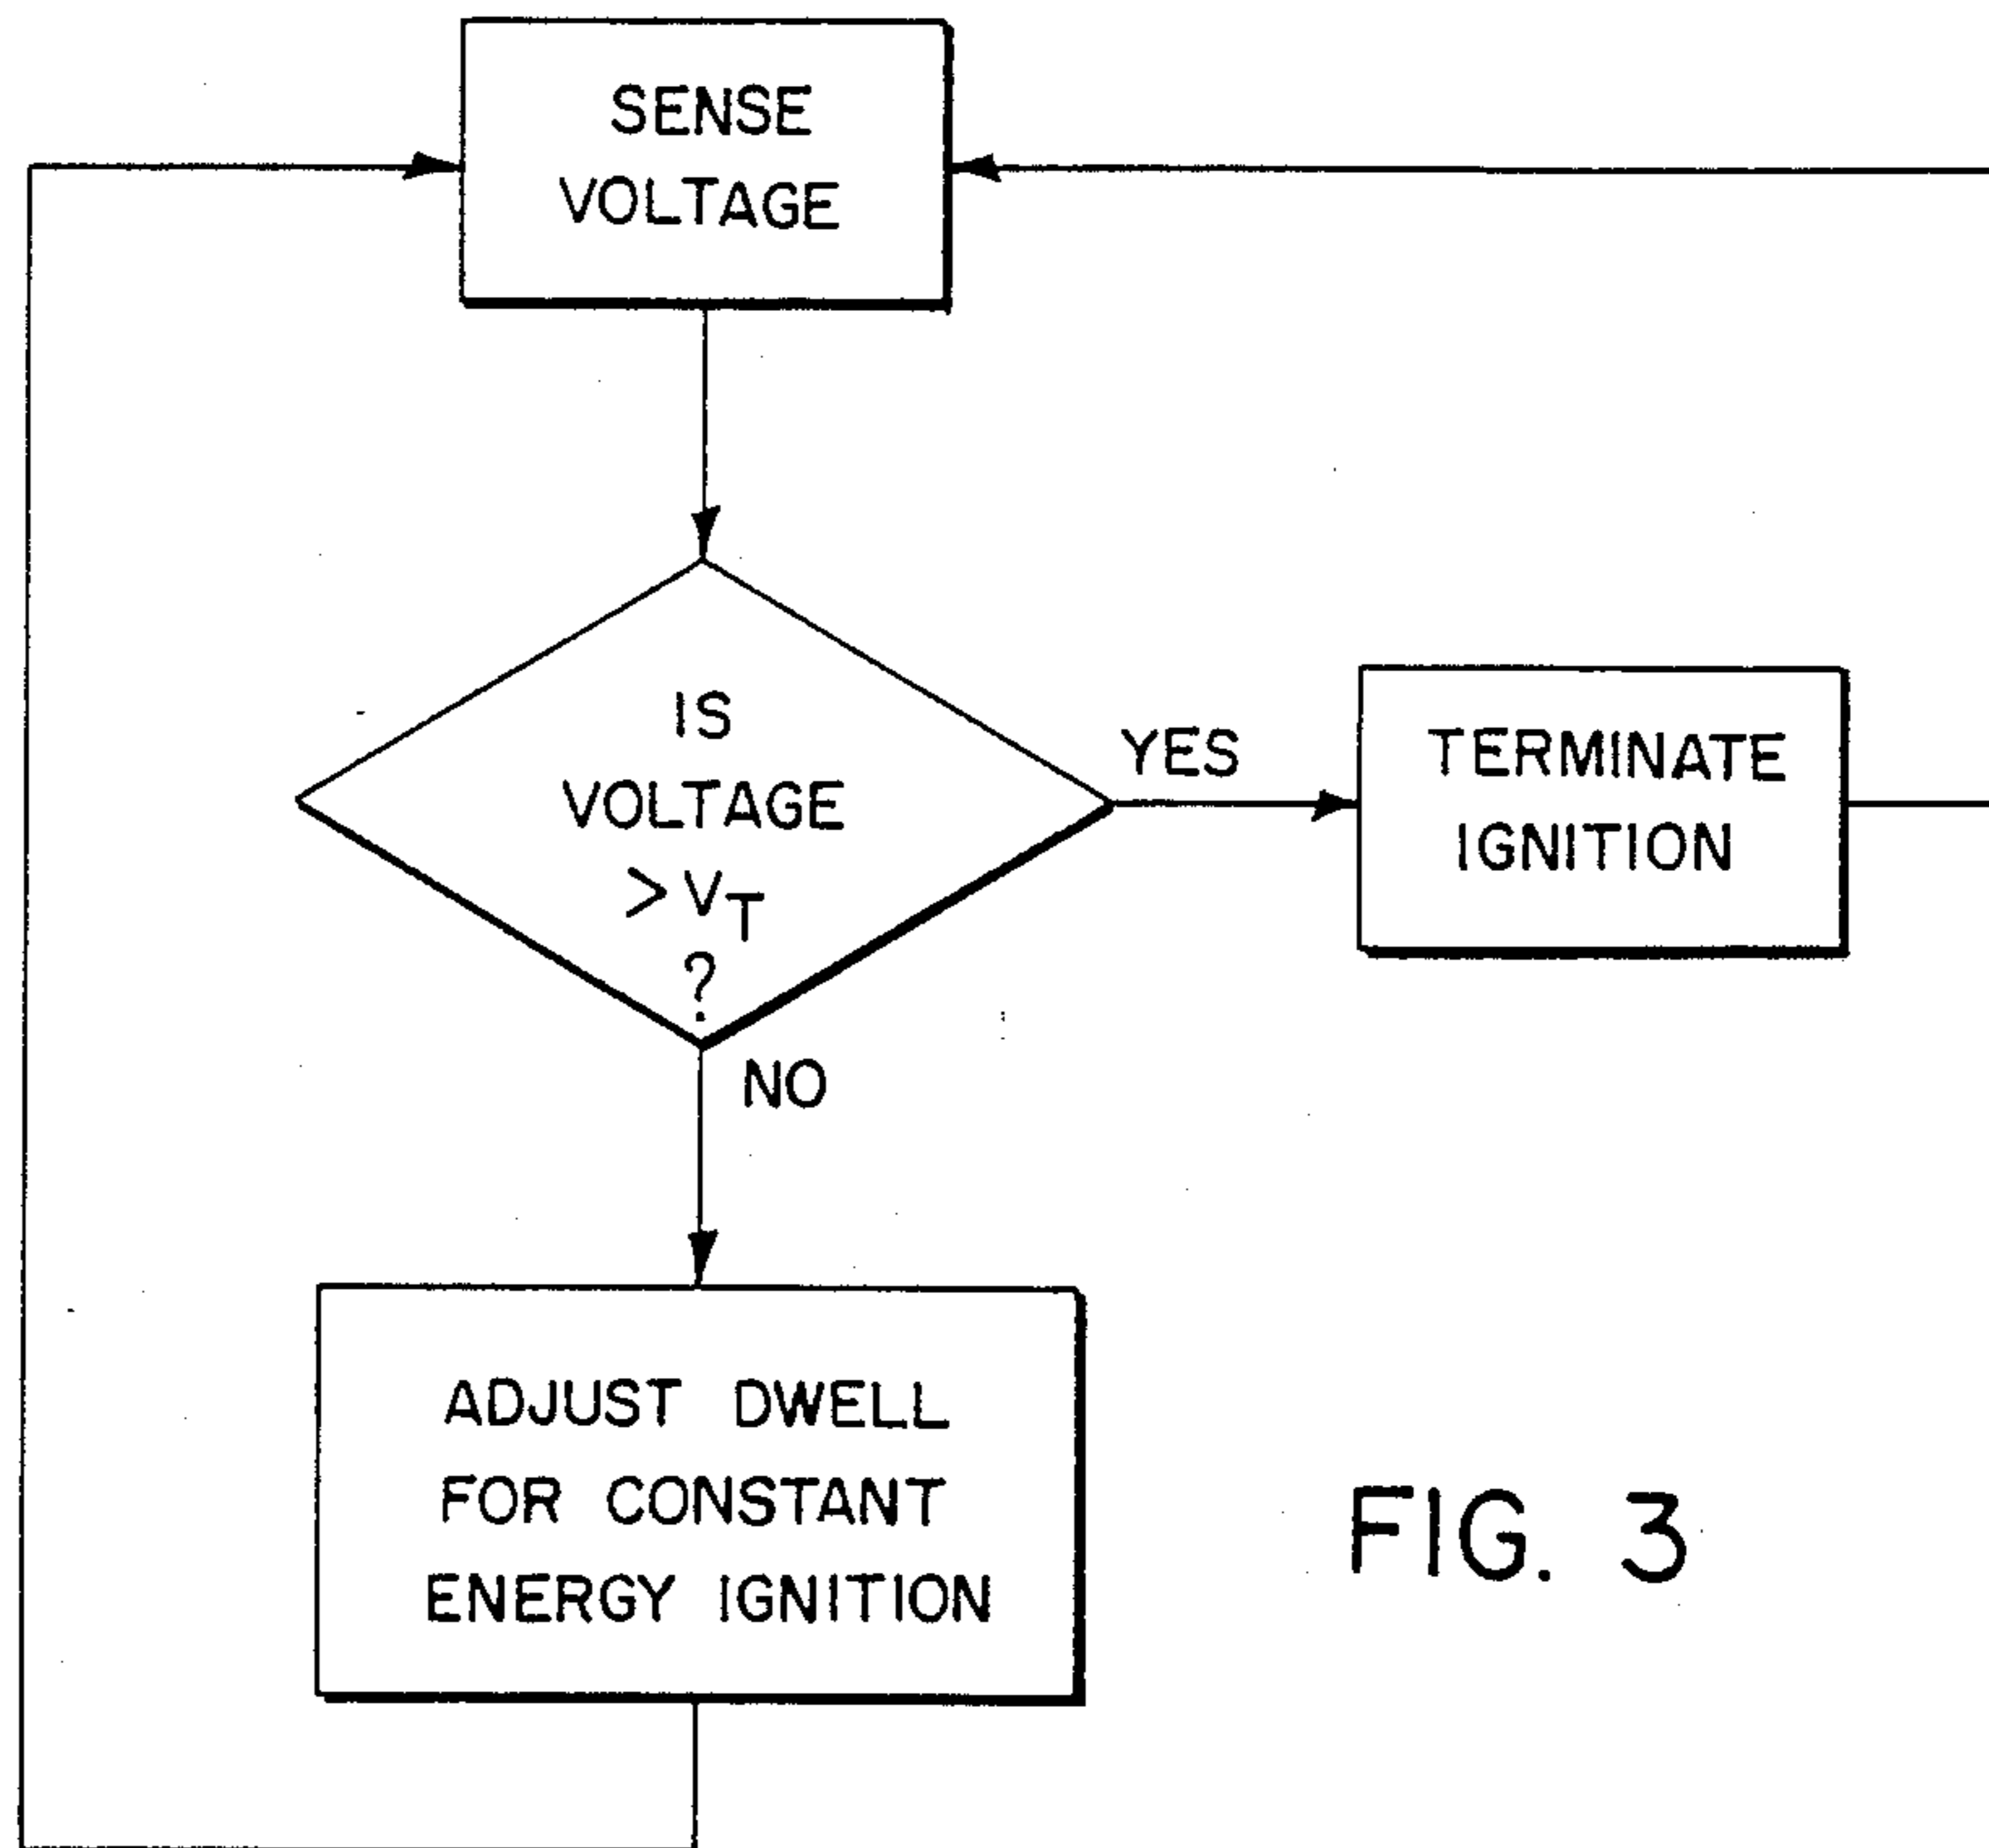 SENSE
VOLTAGE
IS
VOLTAGE
> VT
?
YES
TERMINATE
IGNITION
NO
ADJUST DWELL
FOR CONSTANT
ENERGY IGNITION
FIG. 3